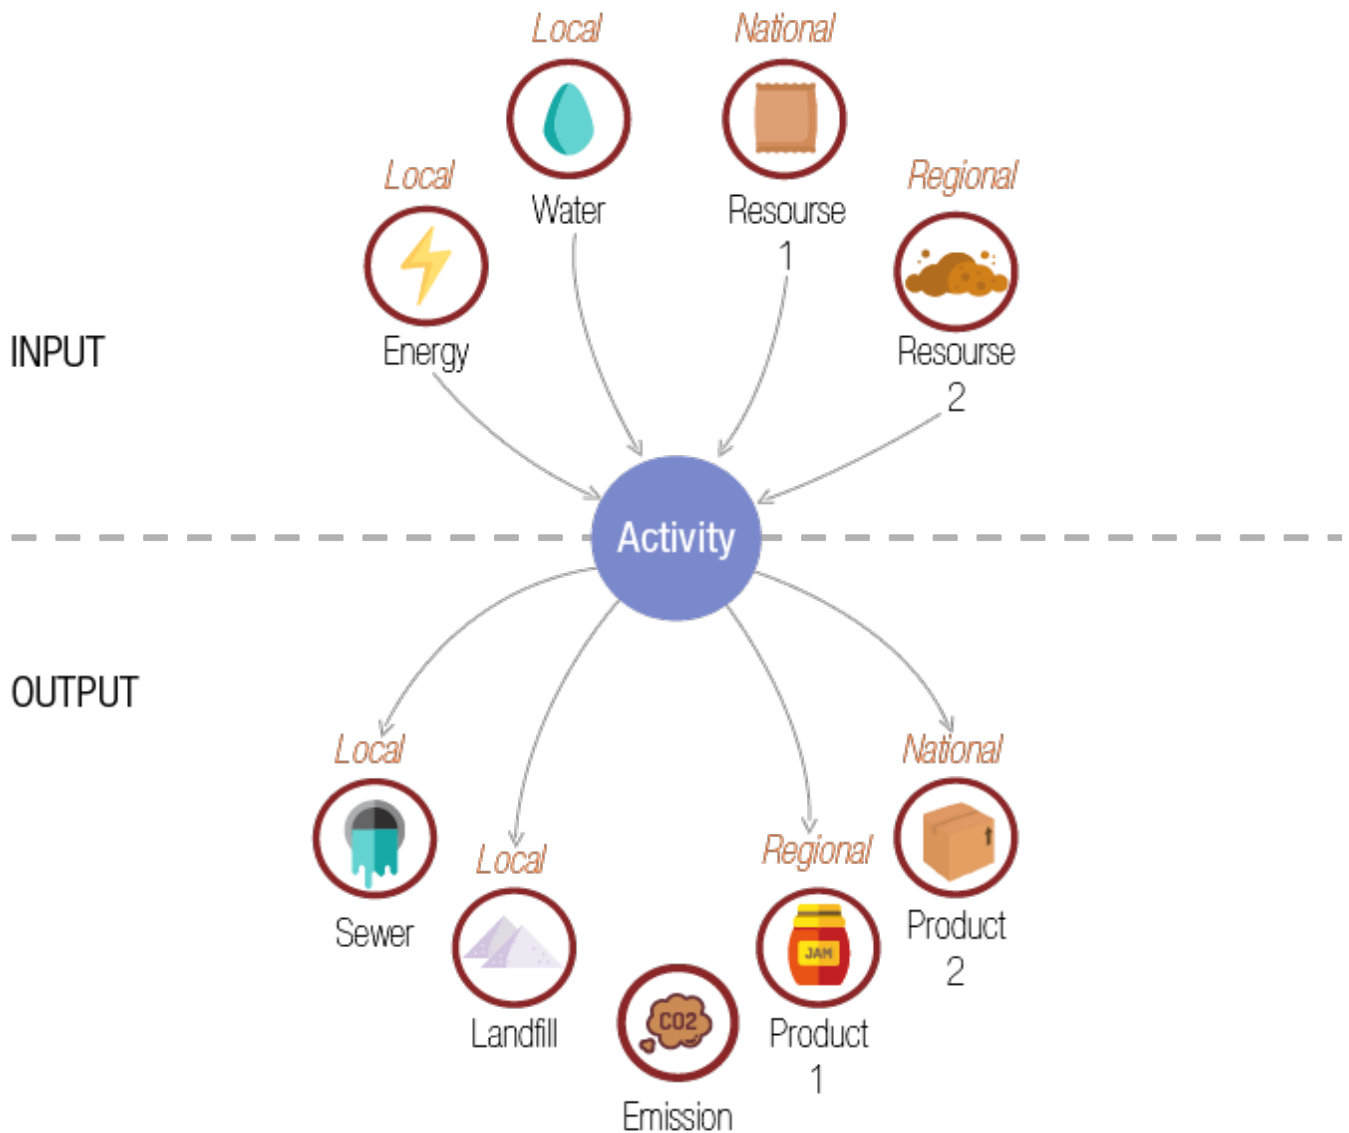 Local
National
Local
Regional
Water
Resourse
1
Energy
Resourse
2
INPUT
Activity
OUTPUT
Local
National
Local
Regional
Sewer
JAM
Product
2
CO2
Landfill
Product
1
Emission